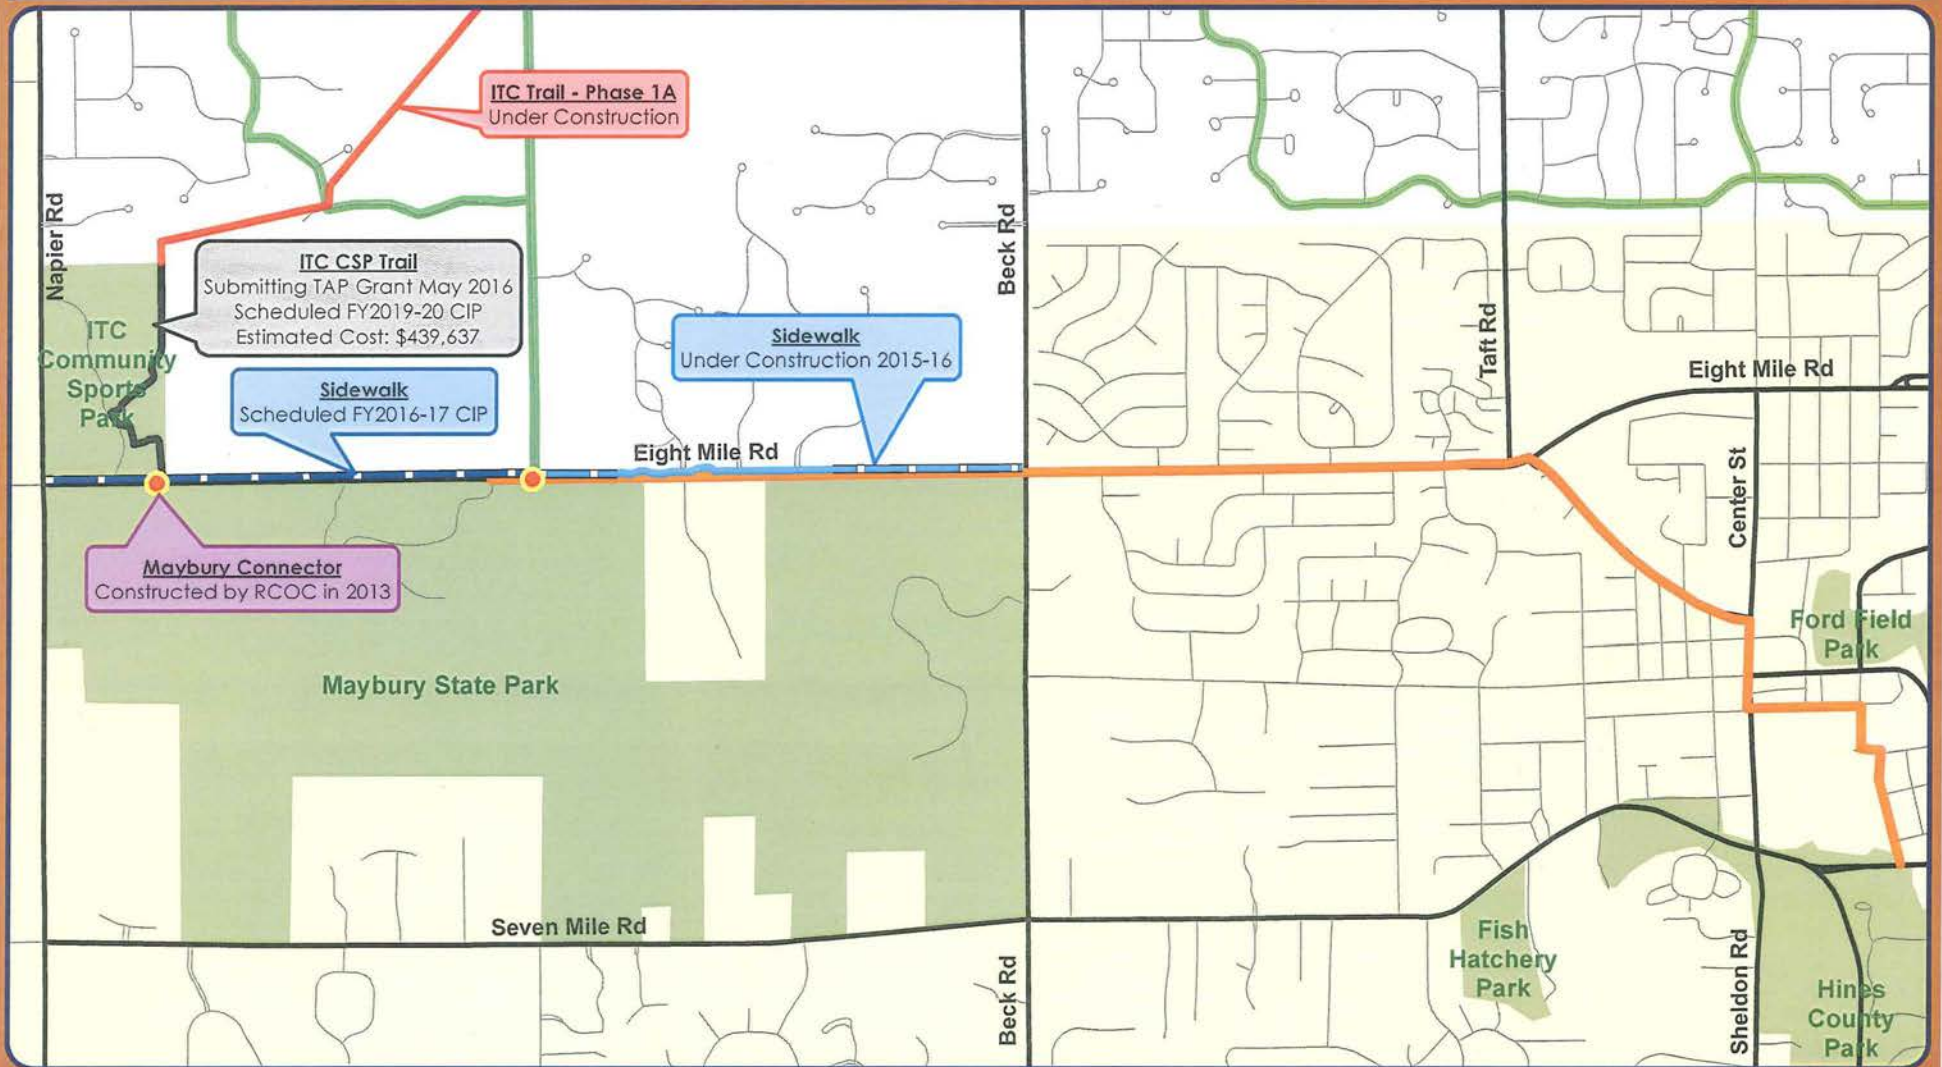 ITC Trail - Phase 1A
Under Construction
Napier Rd
Beck Rd
ITC CSP Trail
Submitting TAP Grant May 2016
Scheduled FY2019-20 CIP
Estimated Cost: $439,637
ITC
Community
Sports
Park
Sidewalk
Under Construction 2015-16
Taft Rd
Eight Mile Rd
Sidewalk
Scheduled FY2016-17 CIP
Eight Mile Rd
Center St
Maybury Connector
Constructed by RCOC in 2013
Ford Field
Park
Maybury State Park
Seven Mile Rd
Fish
Hatchery
Park
Beck Rd
Sheldon Rd
Hines
County
Park